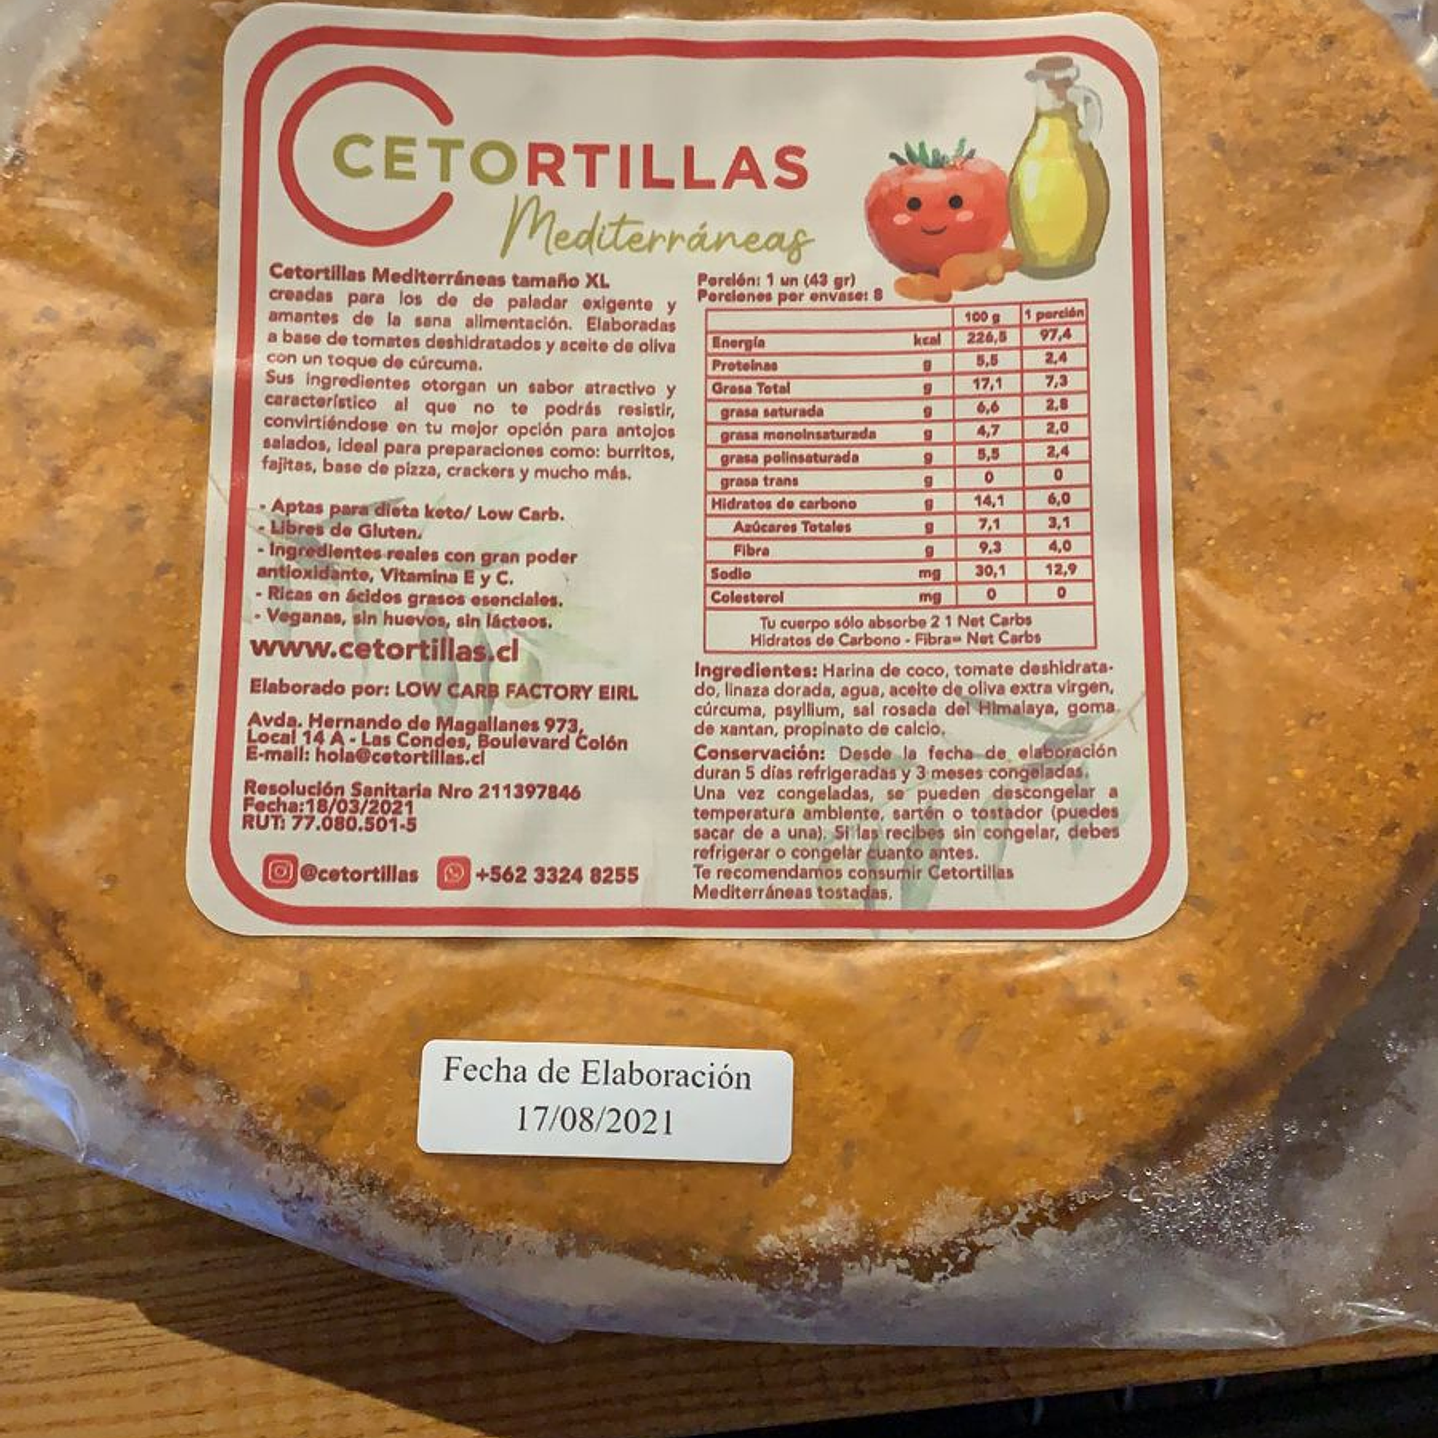 CETORTILLAS
Mediterráneas
Cetortillas Mediterráneas tamaño XL
creadas para los de de paladar exigente y
amantes de la sana alimentación. Elaboradas
a base de tomates deshidratados y aceite de oliva
con un toque de cúrcuma.
Sus ingredientes otorgan un sabor atractivo y
característico al que no te podrás resistir,
convirtiéndose en tu mejor opción para antojos
salados, ideal para preparaciones como: burritos,
fajitas, base de pizza, crackers y mucho más.
- Aptas para dieta keto/ Low Carb.
- Libres de Gluten.
- Ingredientes reales con gran poder
antioxidante, Vitamina E y C.
- Ricas en ácidos grasos esenciales.
- Veganas, sin huevos, sin lácteos.
www.cetortillas.cl
Elaborado por: LOW CARB FACTORY EIRL
Avda. Hernando de Magallanes 973,
Local 14 A - Las Condes, Boulevard Colón
E-mail: hola@cetortillas.cl
Resolución Sanitaria Nro 211397846
Fecha:18/03/2021
RUT: 77.080.501-5
@cetortillas +562 3324 8255
Porción: 1 un (43 gr)
Porciones por envase: 8
100 g 1 porción
Energía kcal 226,5 97,4
Proteínas g 5,5 2,4
Grasa Total g 17,1 7,3
grasa saturada g 6,6 2,8
grasa monoinsaturada g 4,7 2,0
grasa polinsaturada g 5,5 2,4
grasa trans g 0 0
Hidratos de carbono g 14,1 6,0
Azúcares Totales g 7,1 3,1
Fibra g 9,3 4,0
Sodio mg 30,1 12,9
Colesterol mg 0 0
Tu cuerpo sólo absorbe 2 1 Net Carbs
Hidratos de Carbono - Fibra= Net Carbs
Ingredientes: Harina de coco, tomate deshidrata-
do, linaza dorada, agua, aceite de oliva extra virgen,
cúrcuma, psyllium, sal rosada del Himalaya, goma
de xantan, propinato de calcio.
Conservación: Desde la fecha de elaboración
duran 5 días refrigeradas y 3 meses congeladas.
Una vez congeladas, se pueden descongelar a
temperatura ambiente, sartén o tostador (puedes
sacar de a una). Si las recibes sin congelar, debes
refrigerar o congelar cuanto antes.
Te recomendamos consumir Cetortillas
Mediterráneas tostadas.
Fecha de Elaboración
17/08/2021